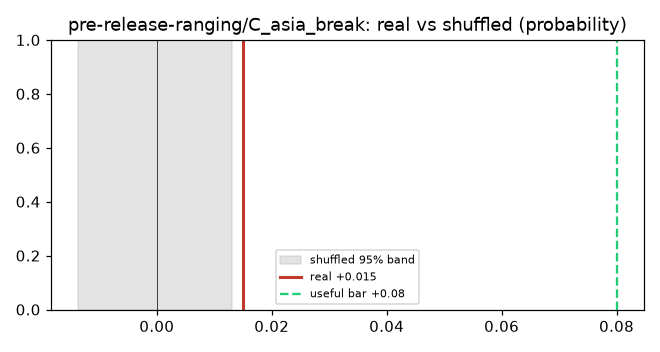 pre-release-ranging/C_asia_break: real vs shuffled (probability)
1.0
0.8
0.6
0.4
0.2
0.0
shuffled 95% band
real +0.015
useful bar +0.08
0.00
0.02
0.04
0.06
0.08